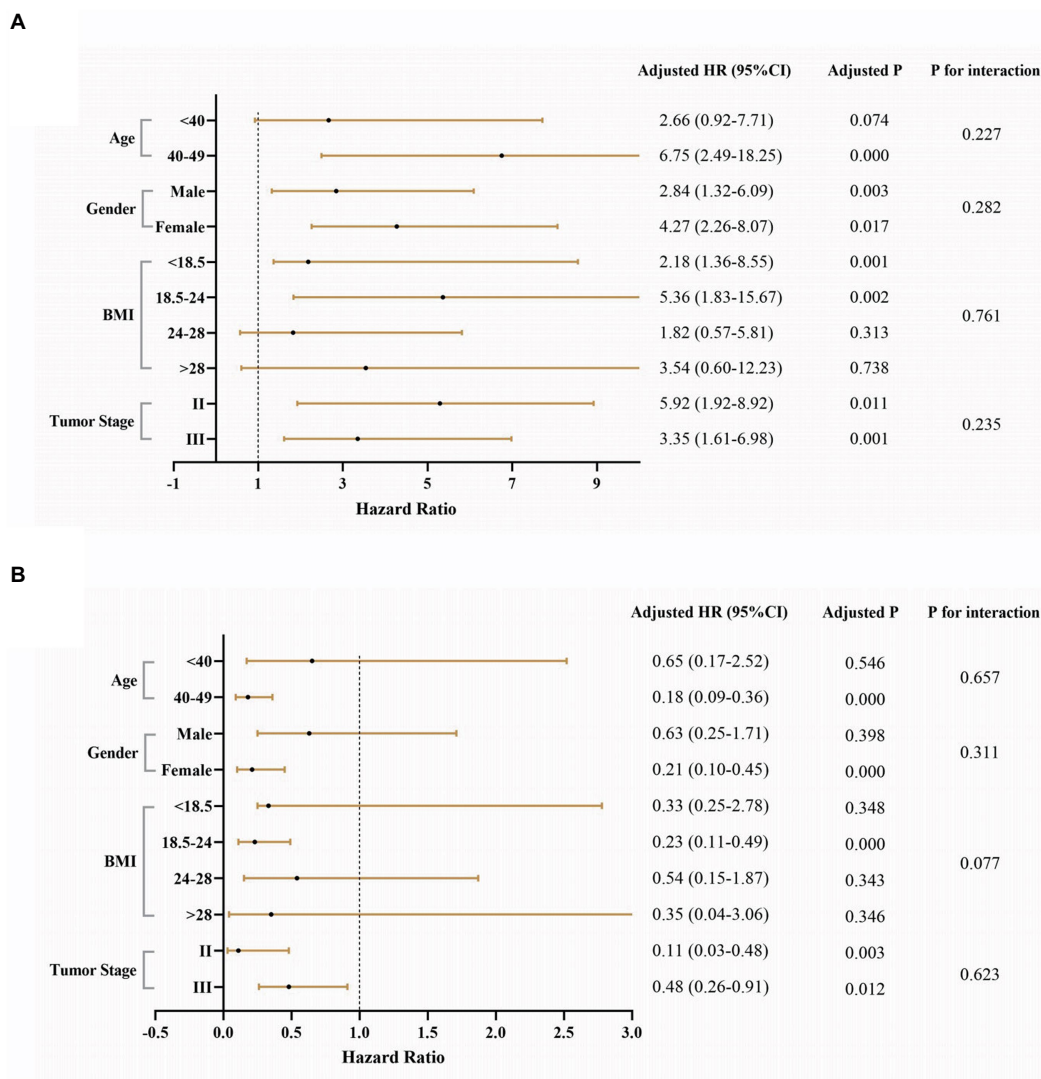 A
Adjusted HR (95%CI) Adjusted P P for interaction
Age <40 2.66 (0.92-7.71) 0.074 0.227
40-49 6.75 (2.49-18.25) 0.000
Gender Male 2.84 (1.32-6.09) 0.003 0.282
Female 4.27 (2.26-8.07) 0.017
BMI <18.5 2.18 (1.36-8.55) 0.001 0.761
18.5-24 5.36 (1.83-15.67) 0.002
24-28 1.82 (0.57-5.81) 0.313
>28 3.54 (0.60-12.23) 0.738
Tumor Stage II 5.92 (1.92-8.92) 0.011 0.235
III 3.35 (1.61-6.98) 0.001
-1 1 3 5 7 9
Hazard Ratio
B
Adjusted HR (95%CI) Adjusted P P for interaction
Age <40 0.65 (0.17-2.52) 0.546 0.657
40-49 0.18 (0.09-0.36) 0.000
Gender Male 0.63 (0.25-1.71) 0.398 0.311
Female 0.21 (0.10-0.45) 0.000
BMI <18.5 0.33 (0.25-2.78) 0.348 0.077
18.5-24 0.23 (0.11-0.49) 0.000
24-28 0.54 (0.15-1.87) 0.343
>28 0.35 (0.04-3.06) 0.346
Tumor Stage II 0.11 (0.03-0.48) 0.003 0.623
III 0.48 (0.26-0.91) 0.012
-0.5 0.0 0.5 1.0 1.5 2.0 2.5 3.0
Hazard Ratio